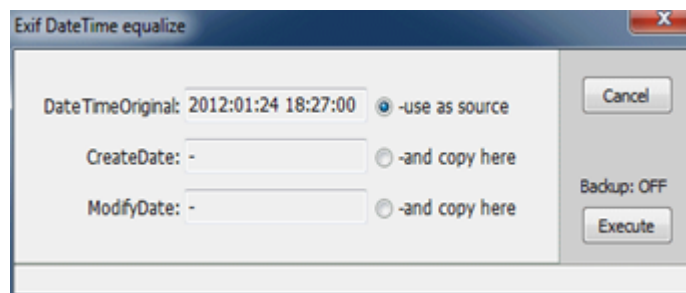 Exif DateTime equalize
DateTimeOriginal: 2012:01:24 18:27:00 -use as source
Cancel
CreateDate: - -and copy here
ModifyDate: - -and copy here
Backup: OFF
Execute